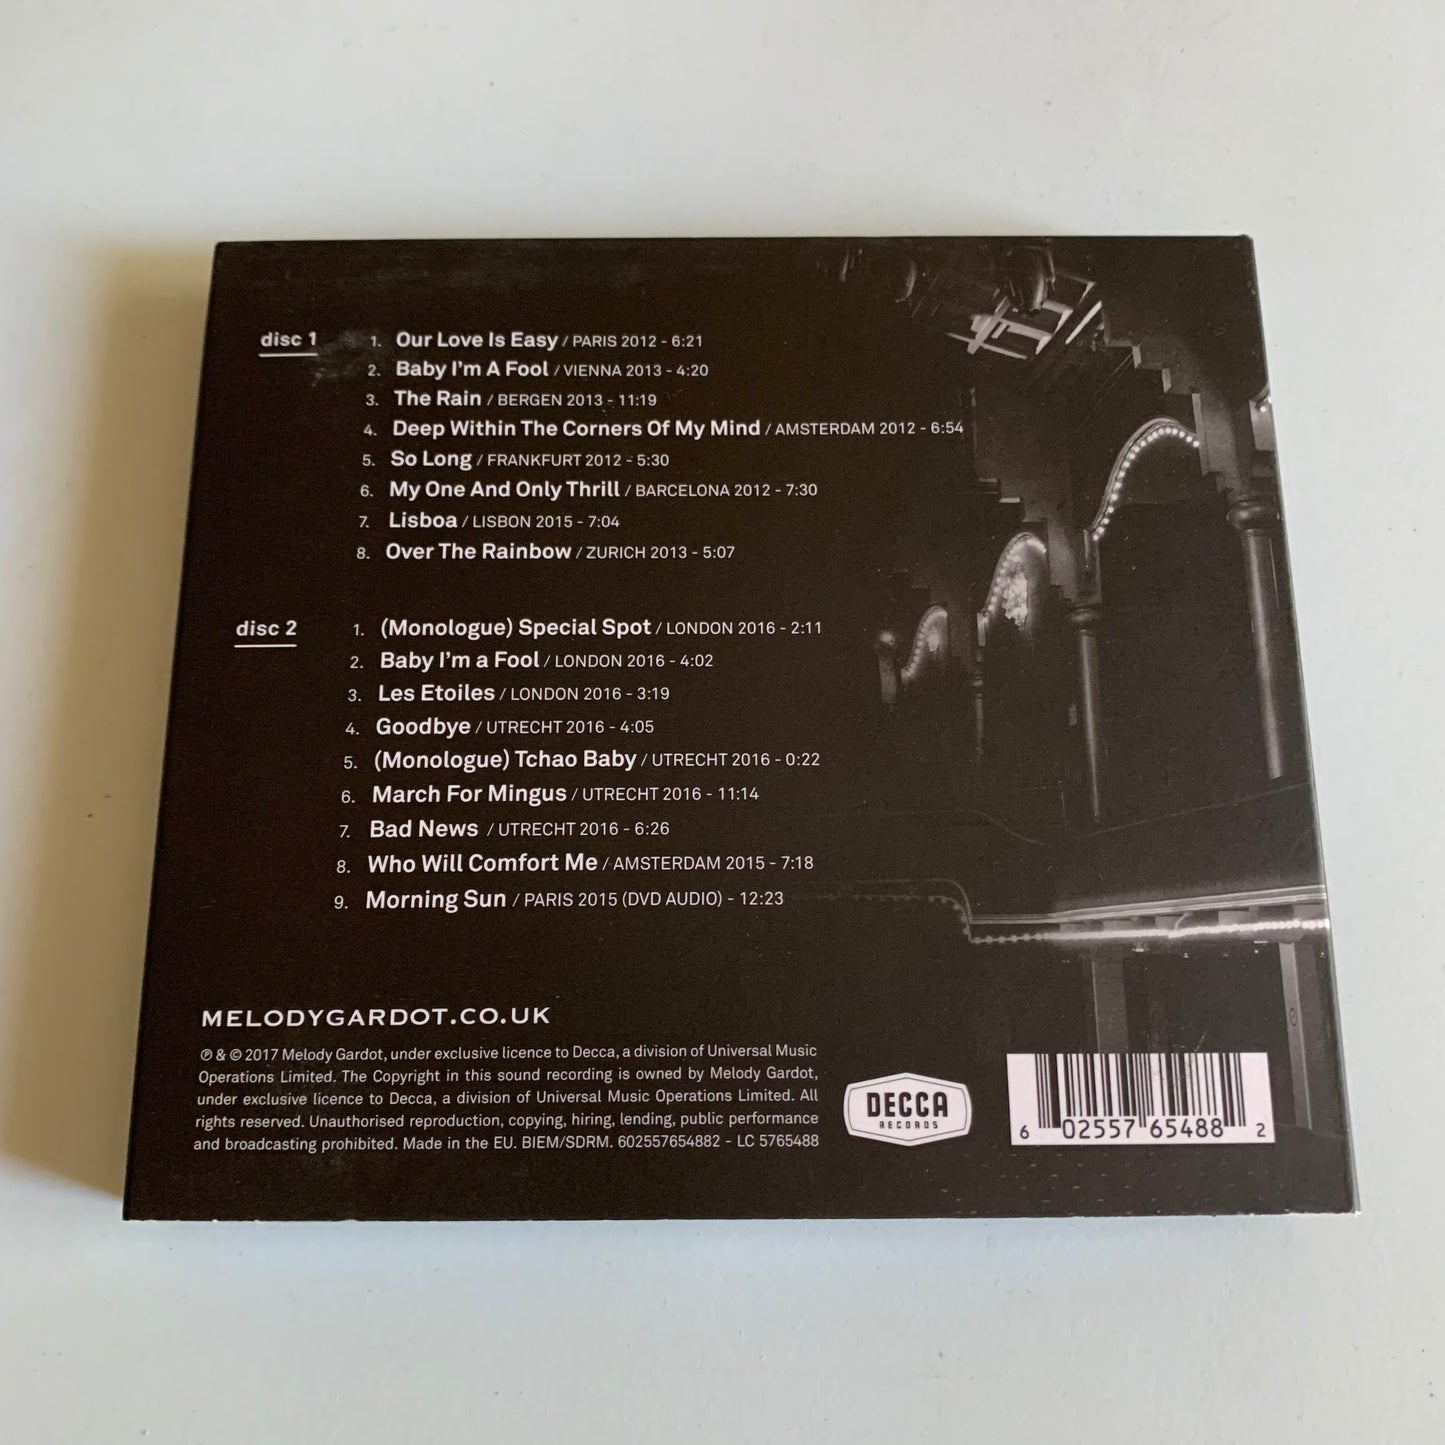 disc 1
1. Our Love Is Easy / PARIS 2012 - 6:21
2. Baby I'm A Fool / VIENNA 2013 - 4:20
3. The Rain / BERGEN 2013 - 11:19
4. Deep Within The Corners Of My Mind / AMSTERDAM 2012 - 6:54
5. So Long / FRANKFURT 2012 - 5:30
6. My One And Only Thrill / BARCELONA 2012 - 7:30
7. Lisboa / LISBON 2015 - 7:04
8. Over The Rainbow / ZURICH 2013 - 5:07
disc 2
1. (Monologue) Special Spot / LONDON 2016 - 2:11
2. Baby I'm a Fool / LONDON 2016 - 4:02
3. Les Etoiles / LONDON 2016 - 3:19
4. Goodbye / UTRECHT 2016 - 4:05
5. (Monologue) Tchao Baby / UTRECHT 2016 - 0:22
6. March For Mingus / UTRECHT 2016 - 11:14
7. Bad News / UTRECHT 2016 - 6:26
8. Who Will Comfort Me / AMSTERDAM 2015 - 7:18
9. Morning Sun / PARIS 2015 (DVD AUDIO) - 12:23
MELODYGARDOT.CO.UK
℗ & © 2017 Melody Gardot, under exclusive licence to Decca, a division of Universal Music
Operations Limited. The Copyright in this sound recording is owned by Melody Gardot,
under exclusive licence to Decca, a division of Universal Music Operations Limited. All
rights reserved. Unauthorised reproduction, copying, hiring, lending, public performance
and broadcasting prohibited. Made in the EU. BIEM/SDRM. 602557654882 - LC 5765488
DECCA
RECORDS
6 02557 65488 2